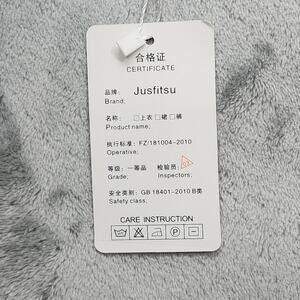 合格证
CERTIFICATE
品牌: Jusfitsu
Brand;
名称: □上衣□裙□裤
Product name;
执行标准: FZ/181004-2010
Operative;
等级: 一等品 检验员:
Grade; Inspectors;
安全类别: GB 18401-2010 B类
Safety class;
CARE INSTRUCTION